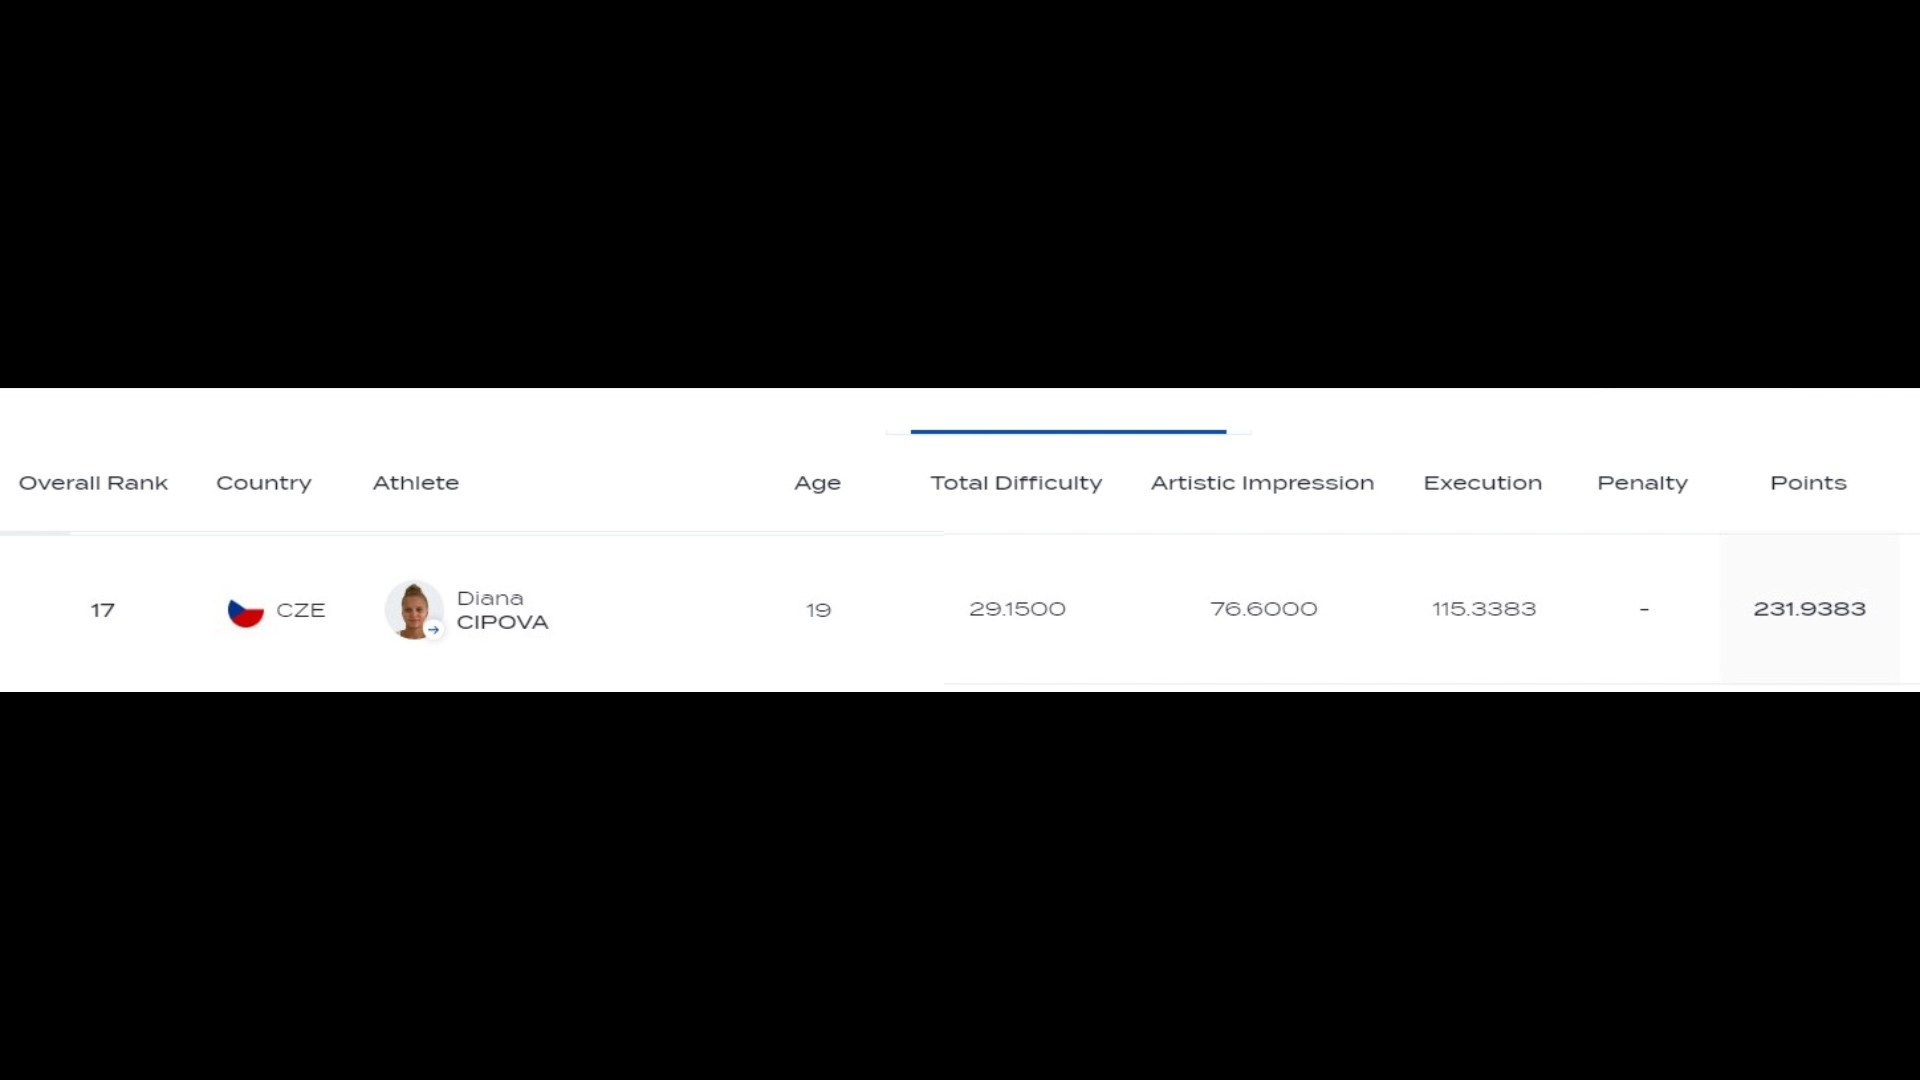 Overall Rank Country Athlete Age Total Difficulty Artistic Impression Execution Penalty Points
17 CZE Diana CIPOVA 19 29.1500 76.6000 115.3383 - 231.9383